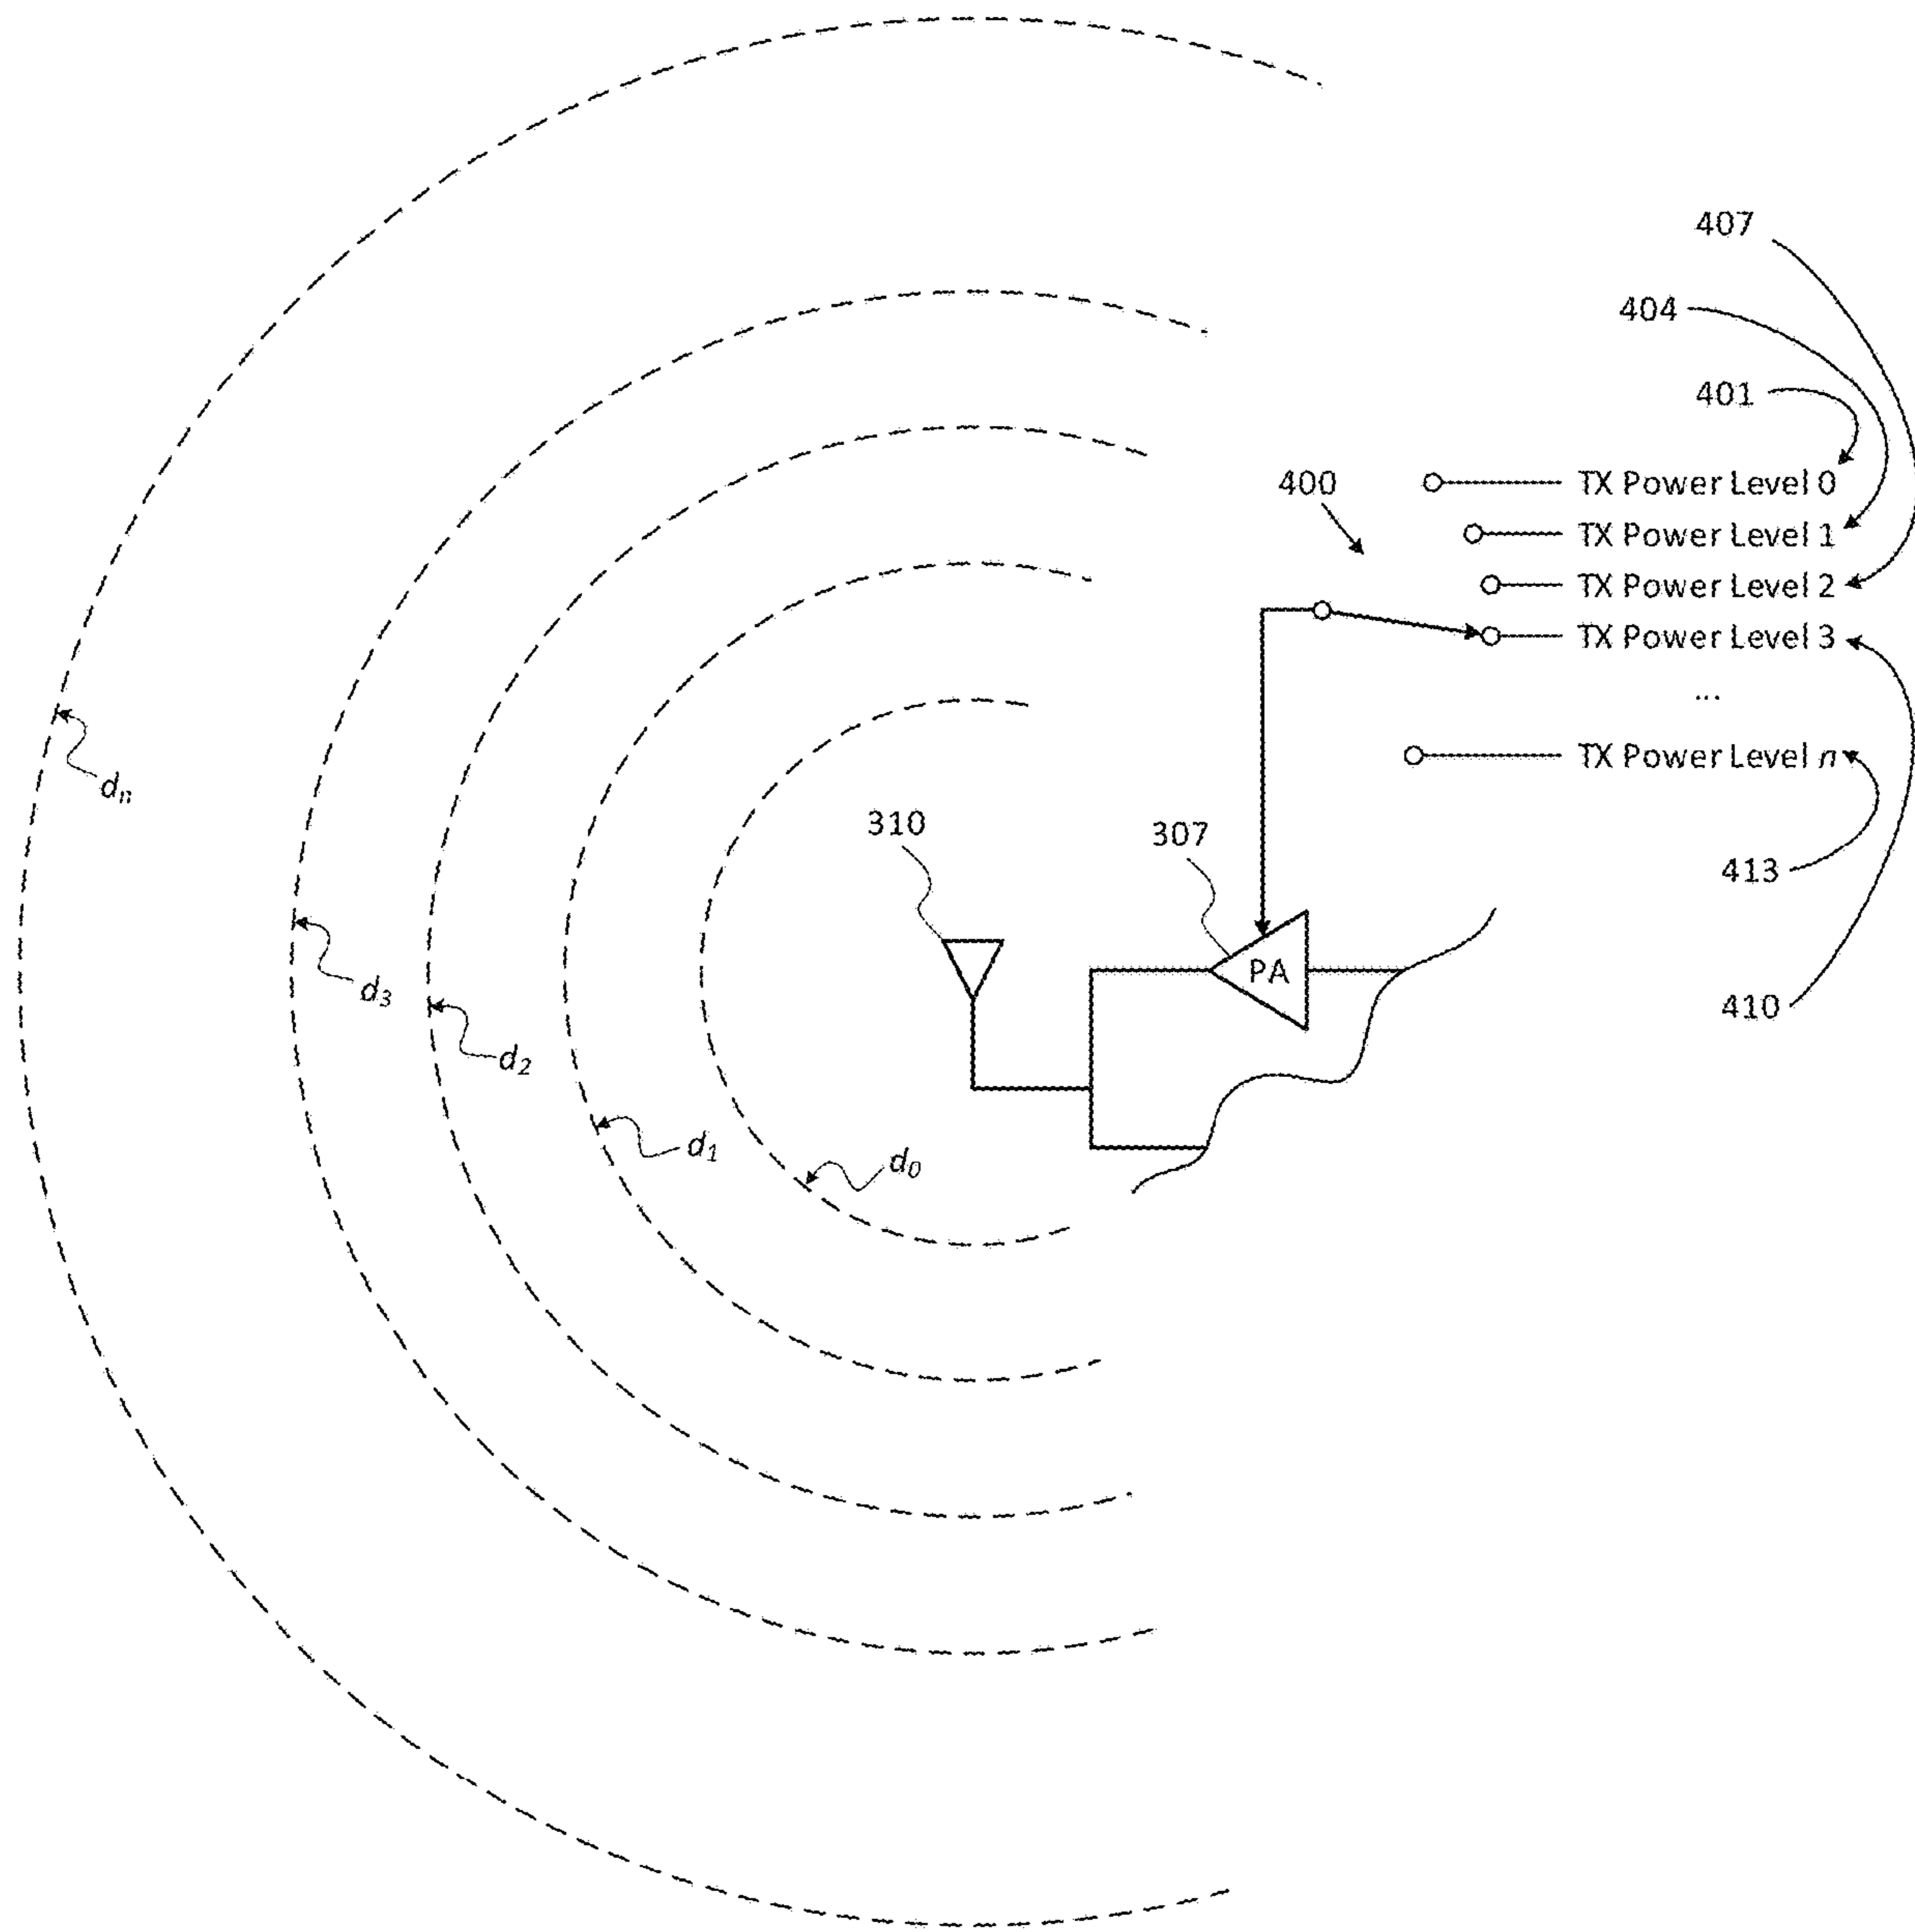 407
404
401
400
TX Power Level 0
TX Power Level 1
TX Power Level 2
TX Power Level 3
...
TX Power Level n
dn
310
307
413
PA
d3
410
d2
d1
d0